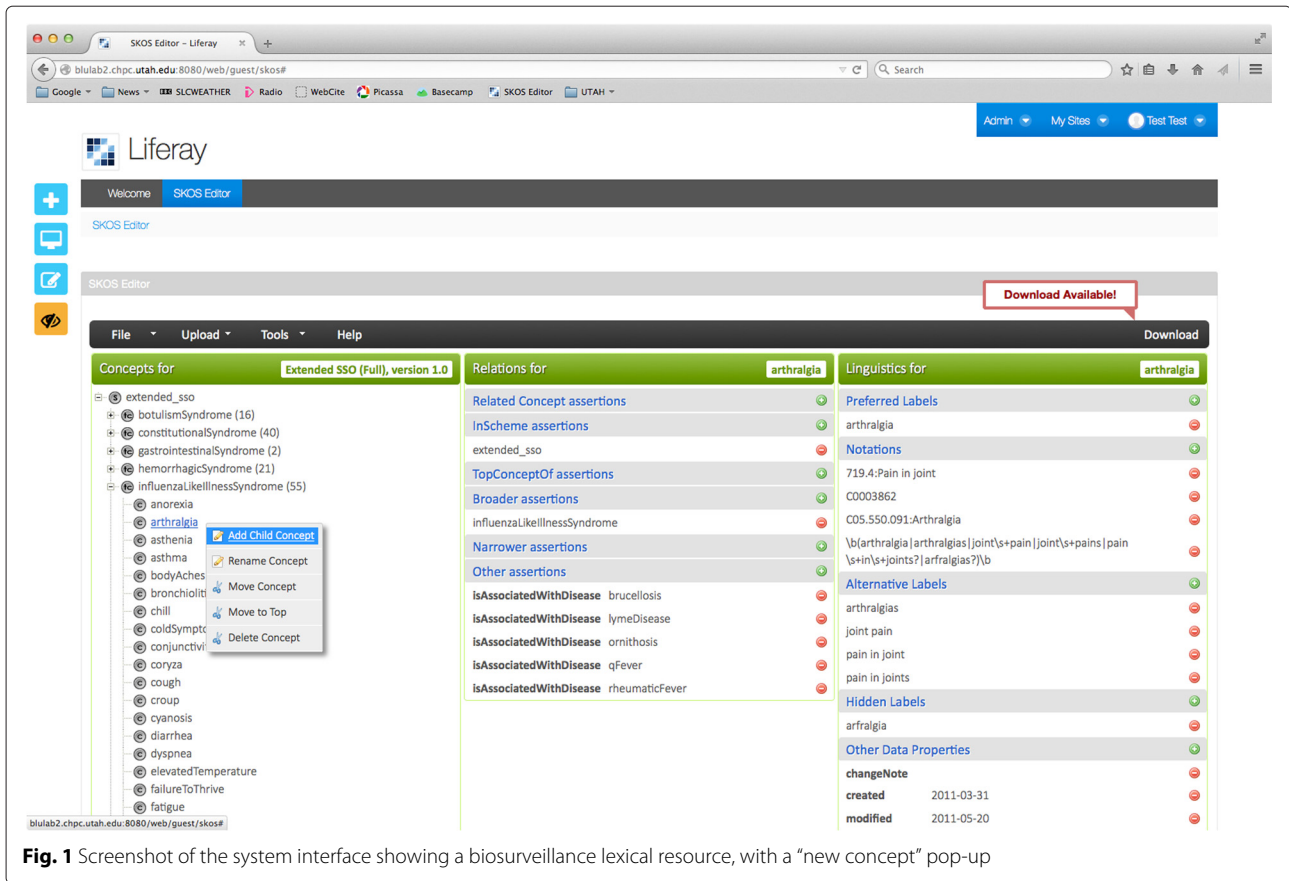 SKOS Editor – Liferay
blulab2.chpc.utah.edu:8080/web/guest/skos#
Search
Google News SLCWEATHER Radio WebCite Picassa Basecamp SKOS Editor UTAH
Admin My Sites Test Test
Liferay
Welcome SKOS Editor
SKOS Editor
SKOS Editor
Download Available!
File Upload Tools Help Download
Concepts for Extended SSO (Full), version 1.0
extended_sso
botulismSyndrome (16)
constitutionalSyndrome (40)
gastrointestinalSyndrome (2)
hemorrhagicSyndrome (21)
influenzaLikeIllnessSyndrome (55)
anorexia
arthralgia
asthenia
asthma
bodyAches
bronchioliti
chill
coldSympto
conjunctivi
coryza
cough
croup
cyanosis
diarrhea
dyspnea
elevatedTemperature
failureToThrive
fatigue
Add Child Concept
Rename Concept
Move Concept
Move to Top
Delete Concept
Relations for arthralgia
Related Concept assertions
InScheme assertions
extended_sso
TopConceptOf assertions
Broader assertions
influenzaLikeIllnessSyndrome
Narrower assertions
Other assertions
isAssociatedWithDisease brucellosis
isAssociatedWithDisease lymeDisease
isAssociatedWithDisease ornithosis
isAssociatedWithDisease qFever
isAssociatedWithDisease rheumaticFever
Linguistics for arthralgia
Preferred Labels
arthralgia
Notations
719.4:Pain in joint
C0003862
C05.550.091:Arthralgia
\b(arthralgia|arthralgias|joint\s+pain|joint\s+pains|pain
\s+in\s+joints?|arfralgias?)\b
Alternative Labels
arthralgias
joint pain
pain in joint
pain in joints
Hidden Labels
arfralgia
Other Data Properties
changeNote
created 2011-03-31
modified 2011-05-20
blulab2.chpc.utah.edu:8080/web/guest/skos#
Fig. 1 Screenshot of the system interface showing a biosurveillance lexical resource, with a “new concept” pop-up